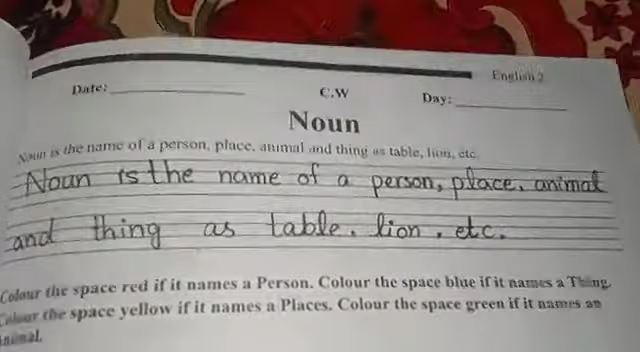 English 2
Date: ____________ C.W Day: ____________
Noun
Noun is the name of a person, place, animal and thing as table, lion, etc.
Noun is the name of a person, place, animal
and thing as table, lion, etc.
Colour the space red if it names a Person. Colour the space blue if it names a Thing.
Colour the space yellow if it names a Places. Colour the space green if it names an
animal.